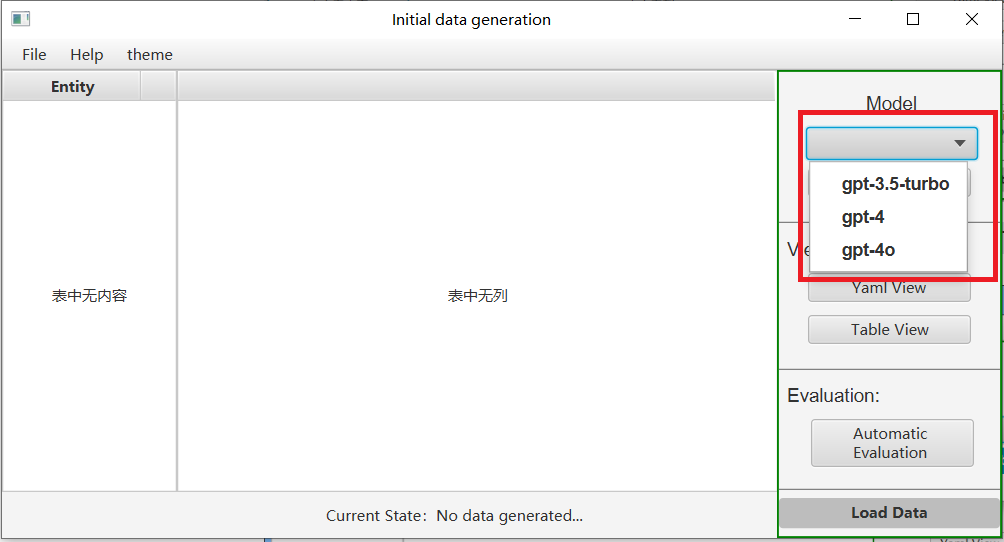 Initial data generation
File Help theme
Entity
Model
gpt-3.5-turbo
gpt-4
gpt-4o
表中无内容
表中无列
Yaml View
Table View
Evaluation:
Automatic
Evaluation
Load Data
Current State: No data generated...